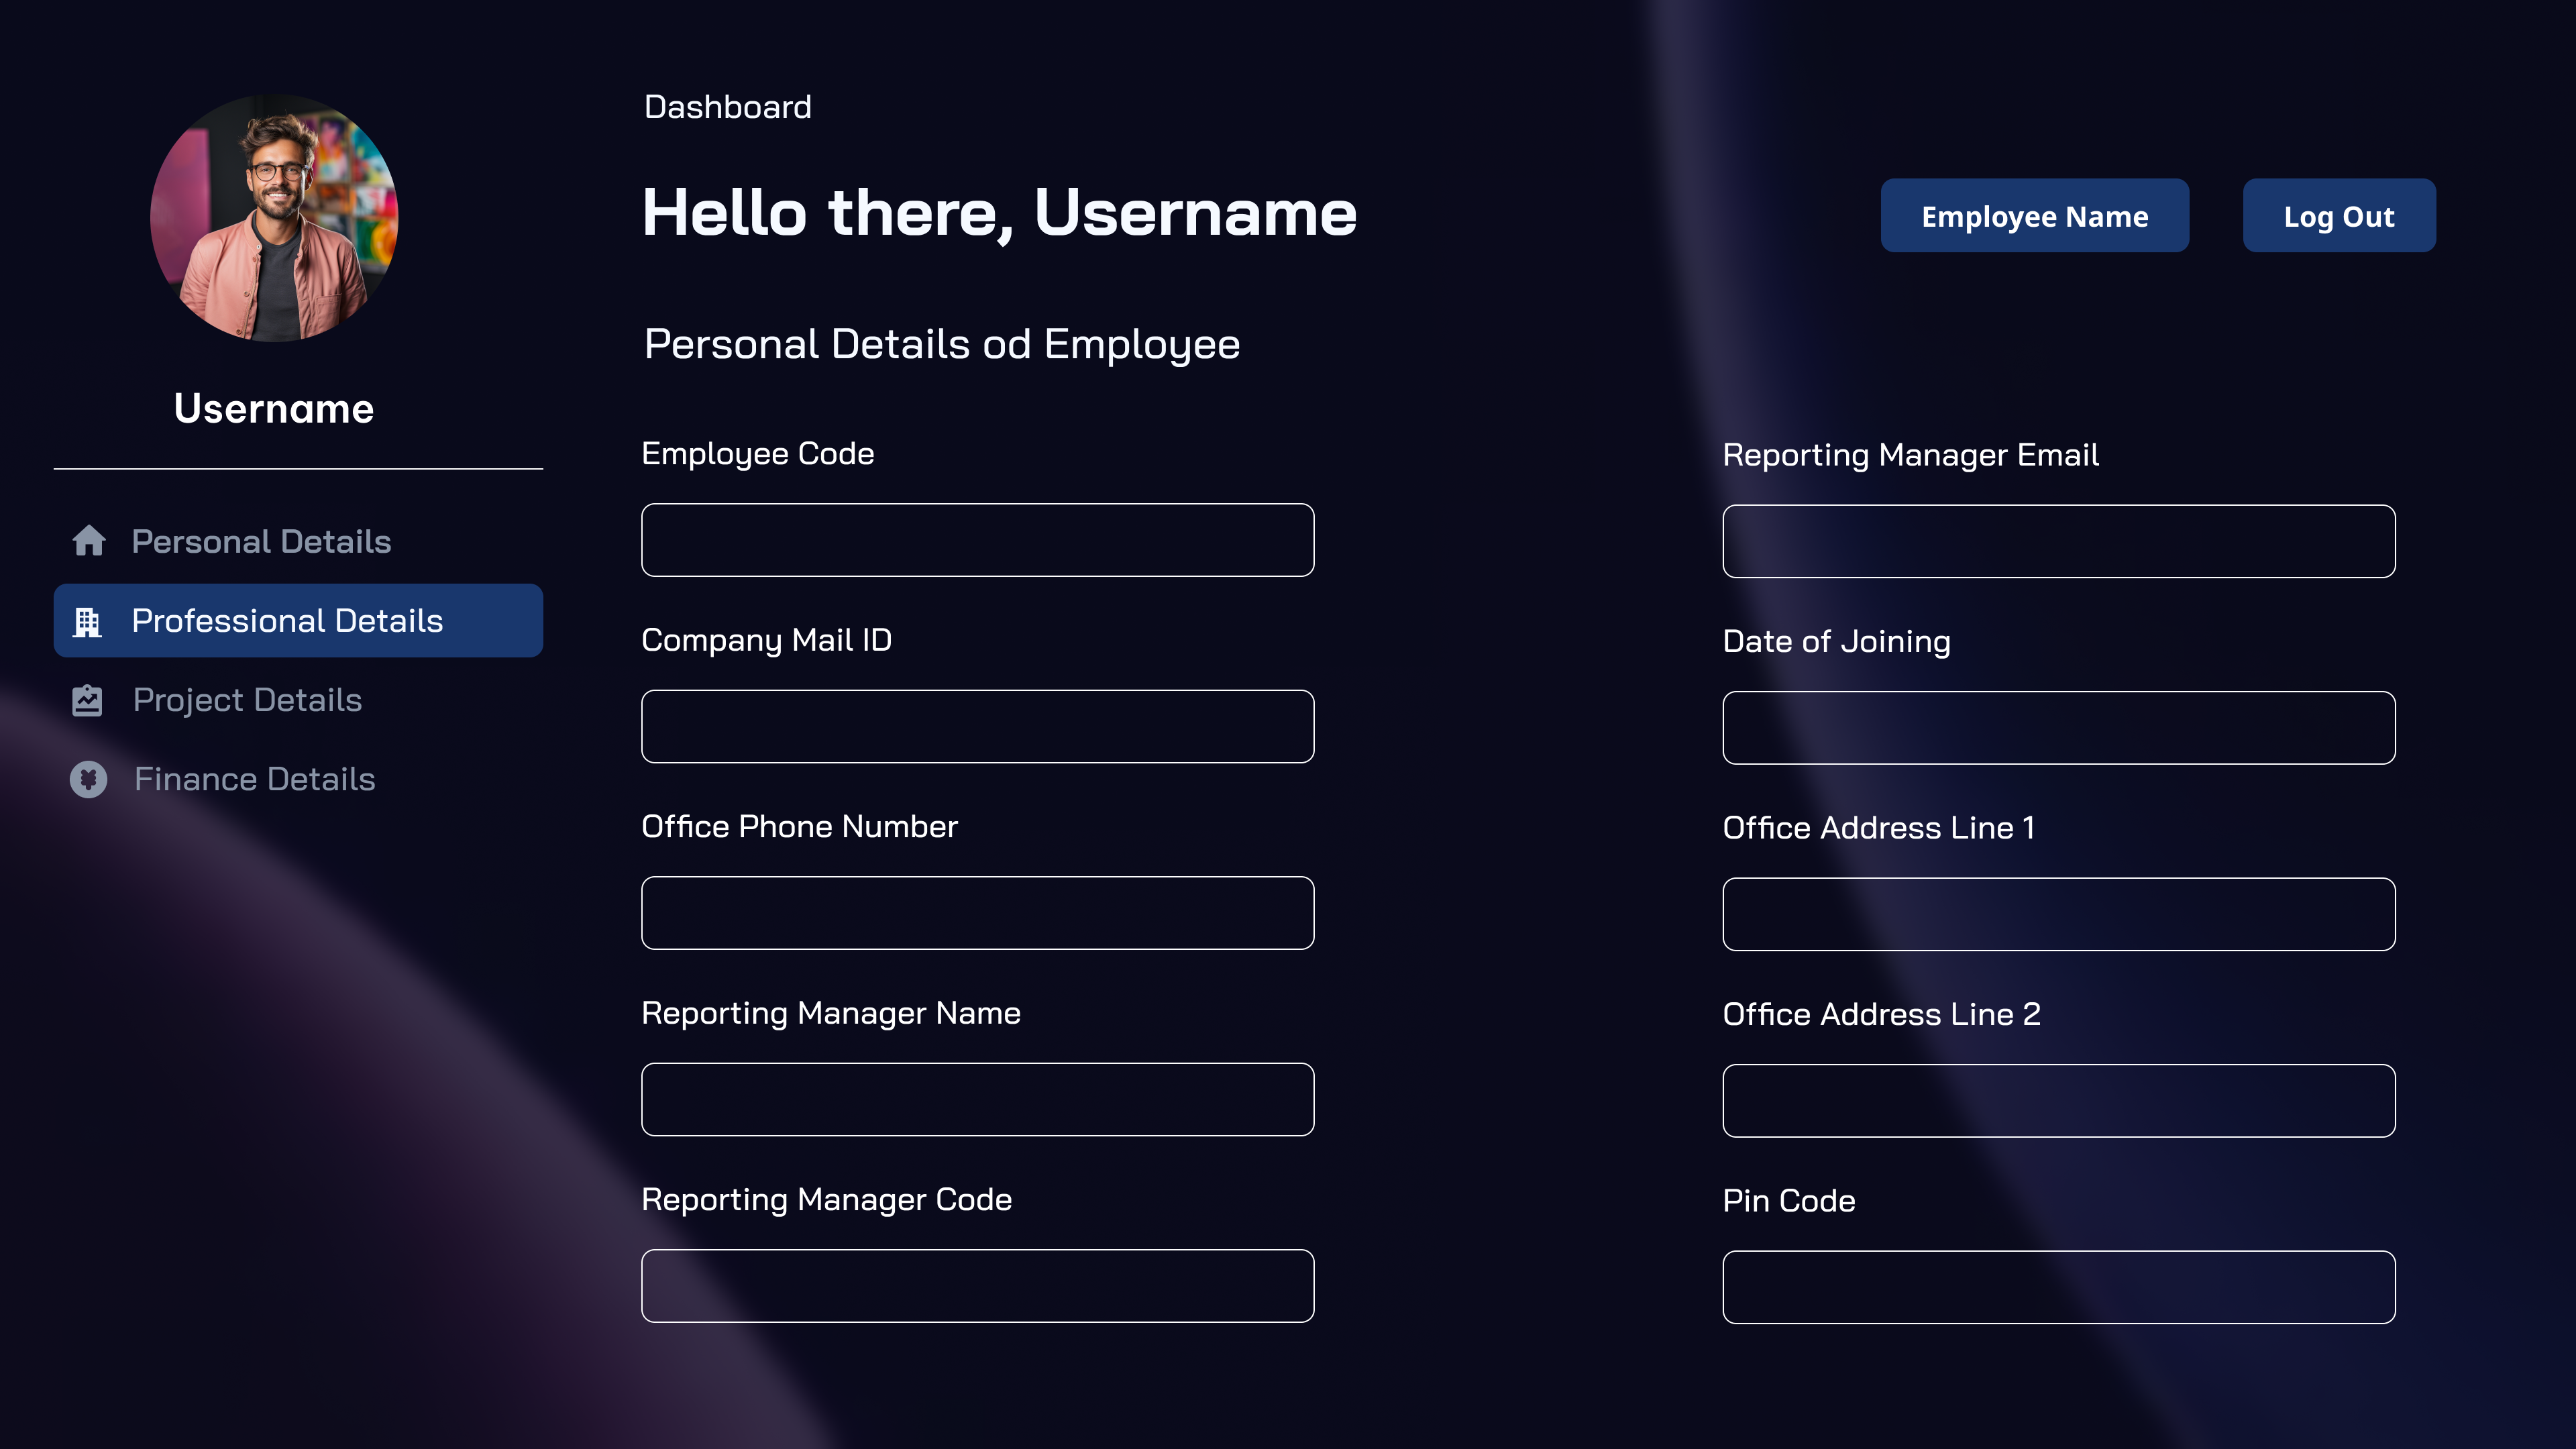 Dashboard
Hello there, Username
Employee Name
Log Out
Username
Personal Details
Professional Details
Project Details
Finance Details
Personal Details od Employee
Employee Code
Company Mail ID
Office Phone Number
Reporting Manager Name
Reporting Manager Code
Reporting Manager Email
Date of Joining
Office Address Line 1
Office Address Line 2
Pin Code